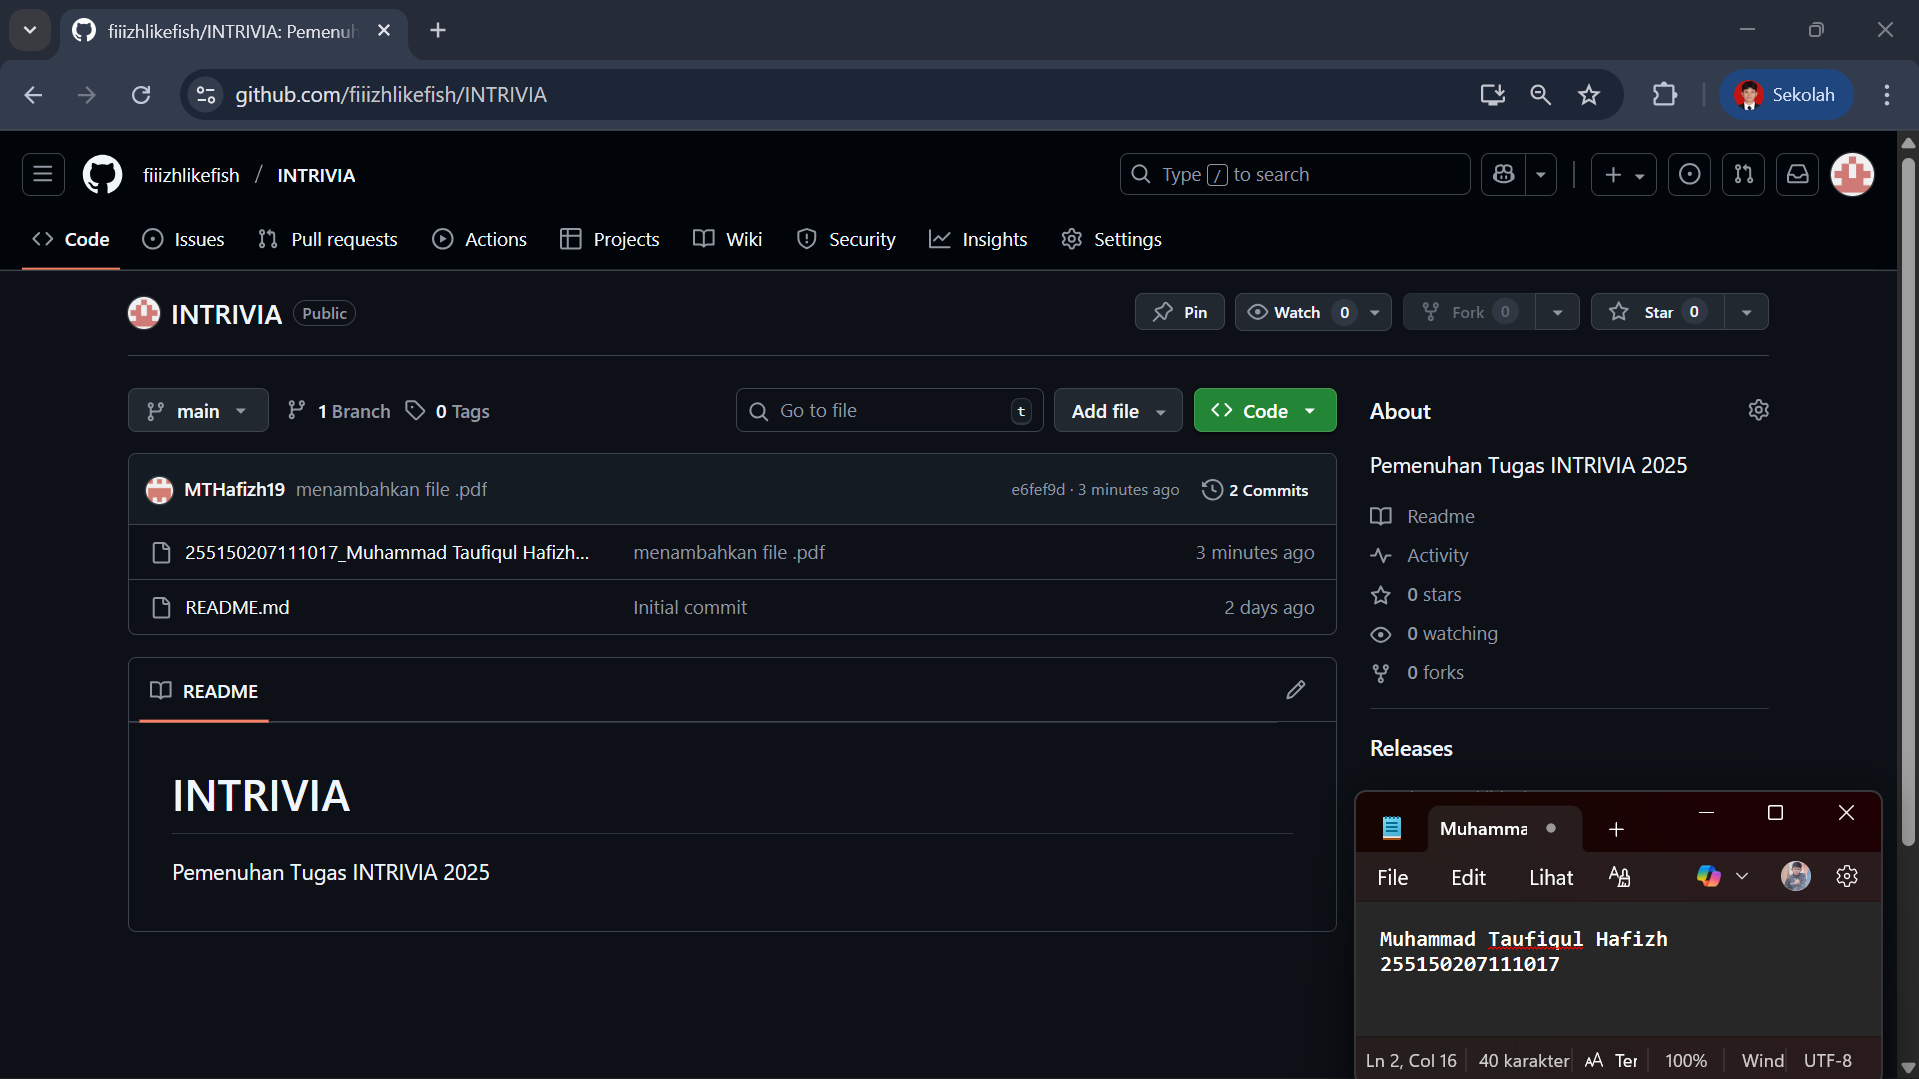 fiiizhlikefish/INTRIVIA: Pemenuh
github.com/fiiizhlikefish/INTRIVIA
Sekolah
fiiizhlikefish / INTRIVIA
Type / to search
Code Issues Pull requests Actions Projects Wiki Security Insights Settings
INTRIVIA Public
Pin Watch 0 Fork 0 Star 0
main 1 Branch 0 Tags
Go to file t
Add file Code
About
Pemenuhan Tugas INTRIVIA 2025
MTHafizh19 menambahkan file .pdf e6fef9d · 3 minutes ago 2 Commits
255150207111017_Muhammad Taufiqul Hafizh... menambahkan file .pdf 3 minutes ago
README.md Initial commit 2 days ago
Readme
Activity
0 stars
0 watching
0 forks
README
Releases
INTRIVIA
Pemenuhan Tugas INTRIVIA 2025
Muhamma
File Edit Lihat
Muhammad Taufiqul Hafizh
255150207111017
Ln 2, Col 16 40 karakter Ter 100% Wind UTF-8